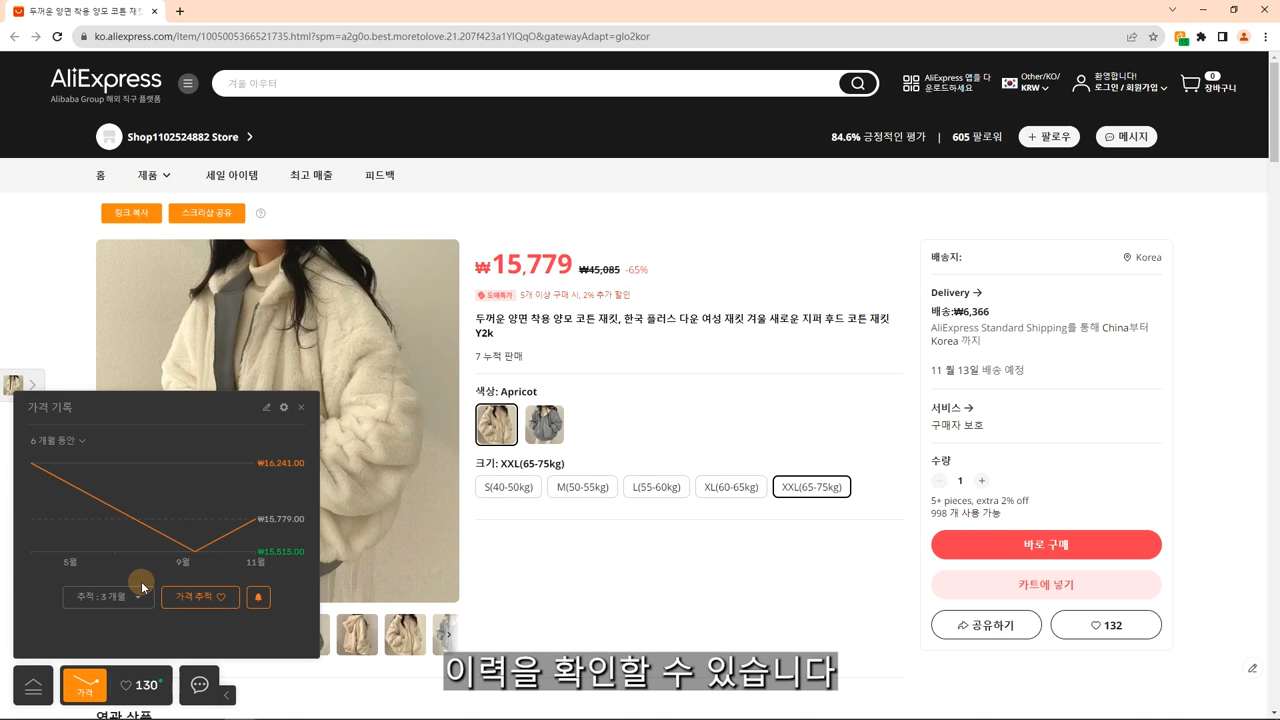 두꺼운 양면 착용 양모 코튼 재킷
ko.aliexpress.com/item/1005005366521735.html?spm=a2g0o.best.moretolove.21.207f423a1YlQqO&gatewayAdapt=glo2kor
AliExpress
Alibaba Group 해외 직구 플랫폼
겨울 아우터
AliExpress 앱을 다
운로드하세요
Other/KO/
KRW
환영합니다!
로그인 / 회원가입
0
장바구니
Shop1102524882 Store
84.6% 긍정적인 평가 | 605 팔로워
+ 팔로우
메시지
홈
제품
세일 아이템
최고 매출
피드백
링크 복사
스크리샷 공유
₩15,779 ₩45,085 -65%
도매특가 5개 이상 구매 시, 2% 추가 할인
두꺼운 양면 착용 양모 코튼 재킷, 한국 플러스 다운 여성 재킷 겨울 새로운 지퍼 후드 코튼 재킷
Y2k
7 누적 판매
색상: Apricot
크기: XXL(65-75kg)
S(40-50kg)
M(50-55kg)
L(55-60kg)
XL(60-65kg)
XXL(65-75kg)
배송지:
Korea
Delivery
배송:₩6,366
AliExpress Standard Shipping를 통해 China부터
Korea 까지
11 월 13일 배송 예정
서비스
구매자 보호
수량
1 +
5+ pieces, extra 2% off
998 개 사용 가능
바로 구매
카트에 넣기
공유하기
132
가격 기록
6 개월 동안
₩16,241.00
₩15,779.00
₩15,515.00
5월
9월
11월
추적 : 3 개월
가격 추적
가격
130
이력을 확인할 수 있습니다
연관 상품